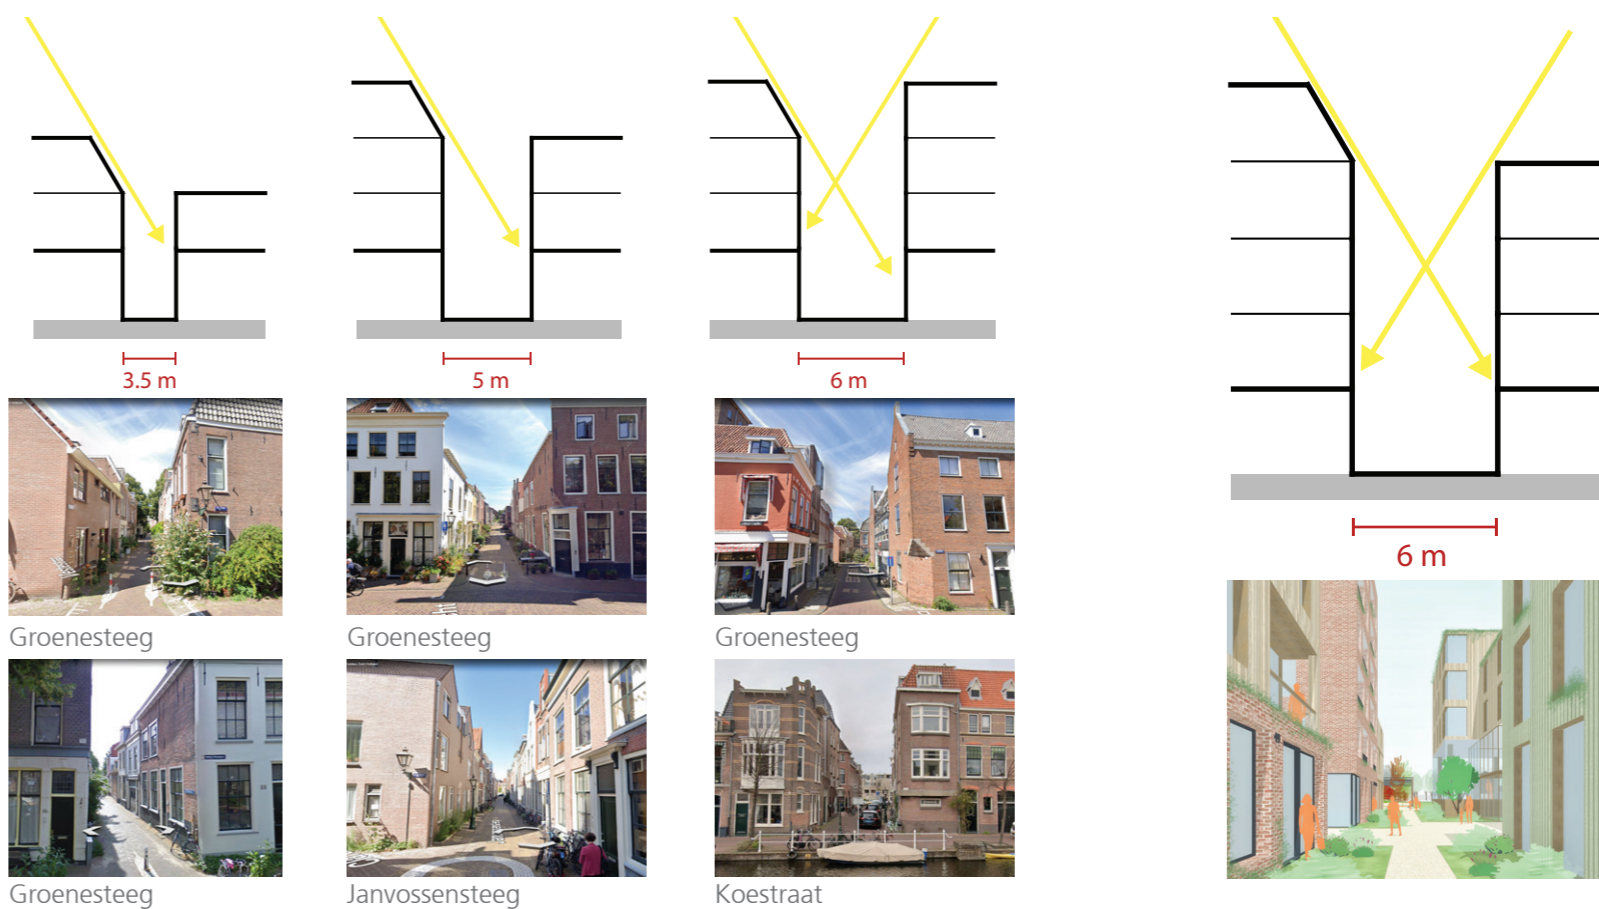 3.5 m
5 m
6 m
6 m
Groenesteeg
Groenesteeg
Groenesteeg
Groenesteeg
Janvossensteeg
Koestraat